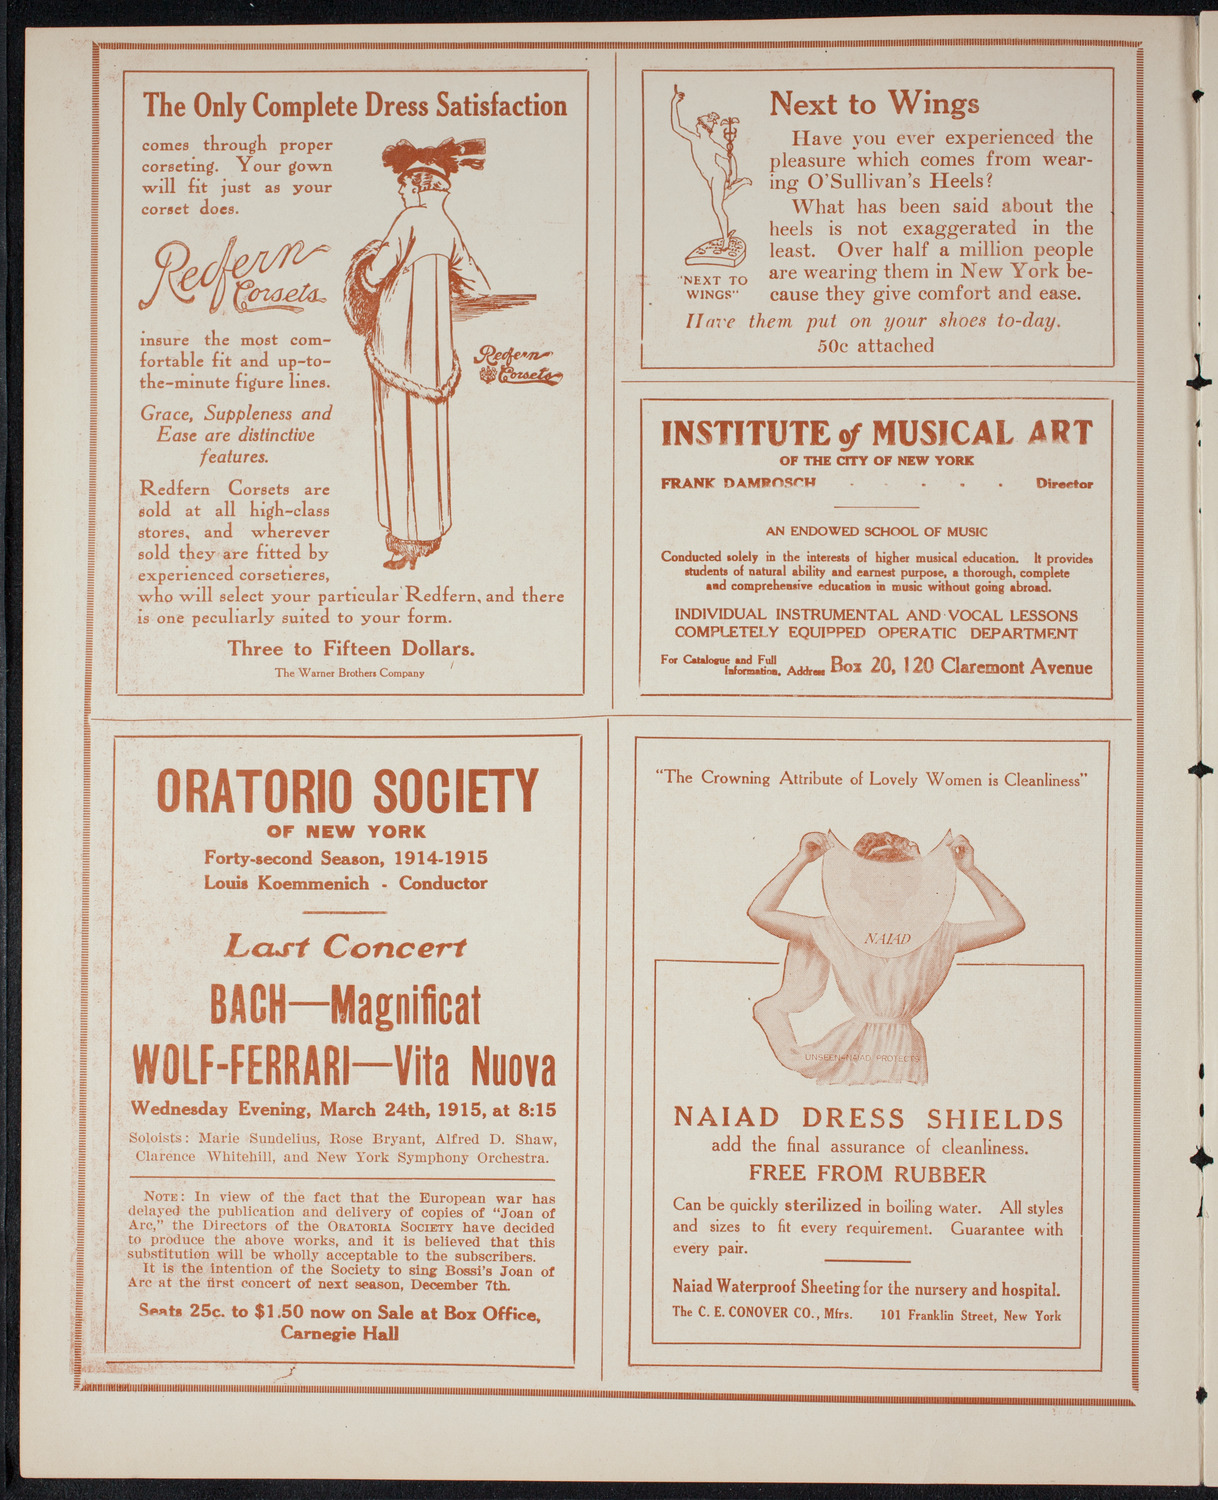 The Only Complete Dress Satisfaction
comes through proper
corseting. Your gown
will fit just as your
corset does.
Redfern
Corsets
insure the most com-
fortable fit and up-to-
the-minute figure lines.
Grace, Suppleness and
Ease are distinctive
features.
Redfern Corsets are
sold at all high-class
stores, and wherever
sold they are fitted by
experienced corsetieres,
who will select your particular Redfern, and there
is one peculiarly suited to your form.
Three to Fifteen Dollars.
The Warner Brothers Company
Redfern
Corsets
Next to Wings
Have you ever experienced the
pleasure which comes from wear-
ing O'Sullivan's Heels?
What has been said about the
heels is not exaggerated in the
least. Over half a million people
are wearing them in New York be-
cause they give comfort and ease.
"NEXT TO
WINGS"
Have them put on your shoes to-day.
50c attached
INSTITUTE of MUSICAL ART
OF THE CITY OF NEW YORK
FRANK DAMROSCH - - - - - Director
AN ENDOWED SCHOOL OF MUSIC
Conducted solely in the interests of higher musical education. It provides
students of natural ability and earnest purpose, a thorough, complete
and comprehensive education in music without going abroad.
INDIVIDUAL INSTRUMENTAL AND VOCAL LESSONS
COMPLETELY EQUIPPED OPERATIC DEPARTMENT
For Catalogue and Full
Information, Address Box 20, 120 Claremont Avenue
ORATORIO SOCIETY
OF NEW YORK
Forty-second Season, 1914-1915
Louis Koemmenich - Conductor
Last Concert
BACH—Magnificat
WOLF-FERRARI—Vita Nuova
Wednesday Evening, March 24th, 1915, at 8:15
Soloists: Marie Sundelius, Rose Bryant, Alfred D. Shaw,
Clarence Whitehill, and New York Symphony Orchestra.
NOTE: In view of the fact that the European war has
delayed the publication and delivery of copies of "Joan of
Arc," the Directors of the ORATORIA SOCIETY have decided
to produce the above works, and it is believed that this
substitution will be wholly acceptable to the subscribers.
It is the intention of the Society to sing Bossi's Joan of
Arc at the first concert of next season, December 7th.
Seats 25c. to $1.50 now on Sale at Box Office,
Carnegie Hall
"The Crowning Attribute of Lovely Women is Cleanliness"
NAIAD
UNSEEN-NAIAD PROTECTS
NAIAD DRESS SHIELDS
add the final assurance of cleanliness.
FREE FROM RUBBER
Can be quickly sterilized in boiling water. All styles
and sizes to fit every requirement. Guarantee with
every pair.
Naiad Waterproof Sheeting for the nursery and hospital.
The C. E. CONOVER CO., Mfrs. 101 Franklin Street, New York